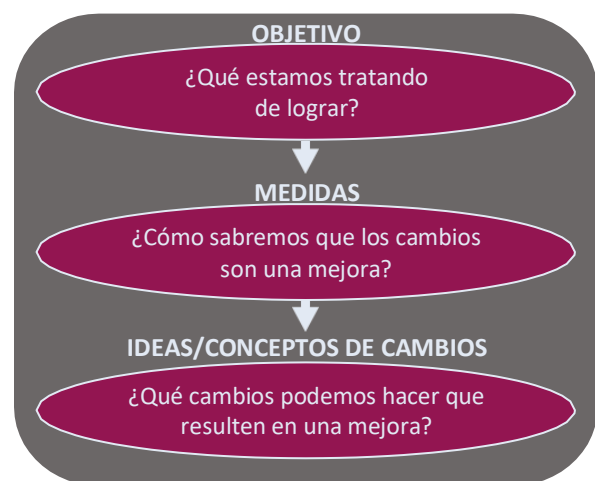 OBJETIVO
¿Qué estamos tratando
de lograr?
MEDIDAS
¿Cómo sabremos que los cambios
son una mejora?
IDEAS/CONCEPTOS DE CAMBIOS
¿Qué cambios podemos hacer que
resulten en una mejora?